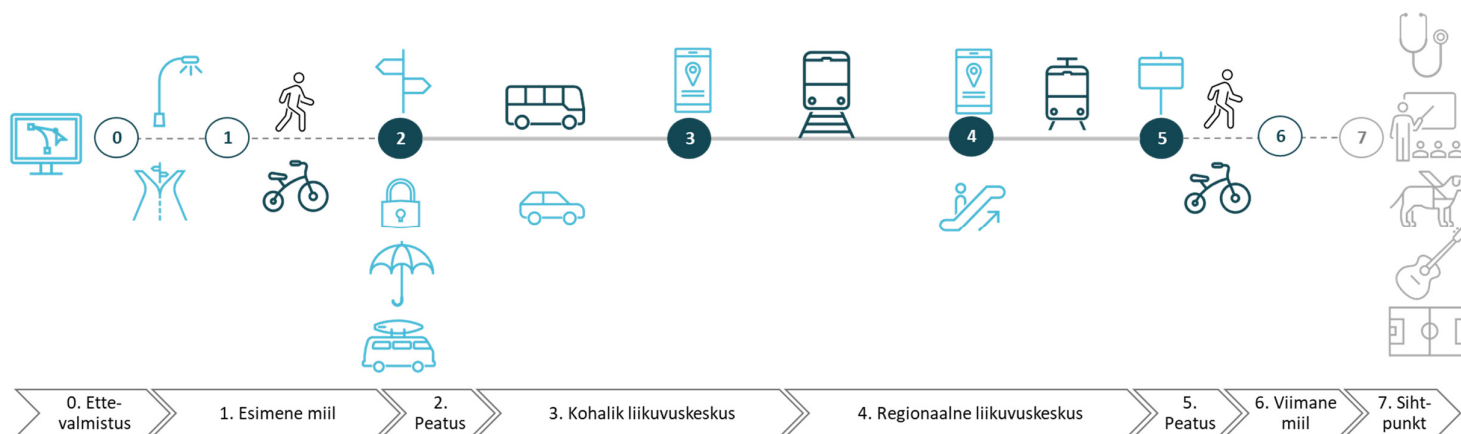 0
1
2
3
4
5
6
7
0. Ette-
valmistus
1. Esimene miil
2.
Peatus
3. Kohalik liikuvuskeskus
4. Regionaalne liikuvuskeskus
5.
Peatus
6. Viimane
miil
7. Siht-
punkt